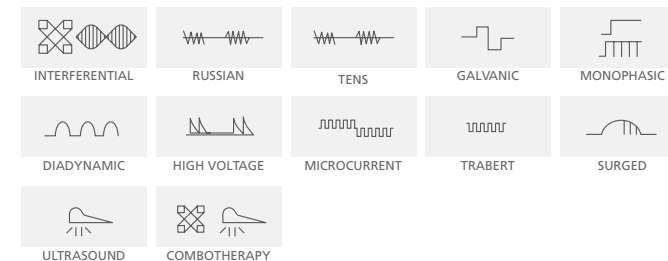 INTERFERENTIAL
RUSSIAN
TENS
GALVANIC
MONOPHASIC
DIADYNAMIC
HIGH VOLTAGE
MICROCURRENT
TRABERT
SURGED
ULTRASOUND
COMBOTHERAPY